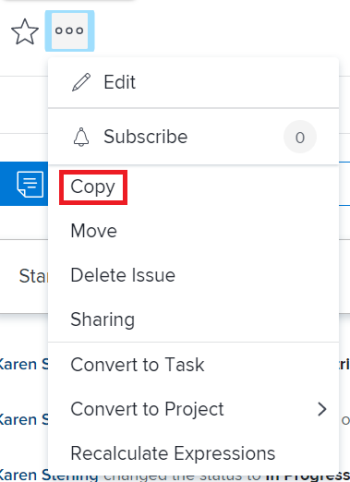 Edit
Subscribe 0
Copy
Move
Delete Issue
Sharing
Convert to Task
Karen
Convert to Project
Karen
Recalculate Expressions
Karen Sterling changed the status to In Progress